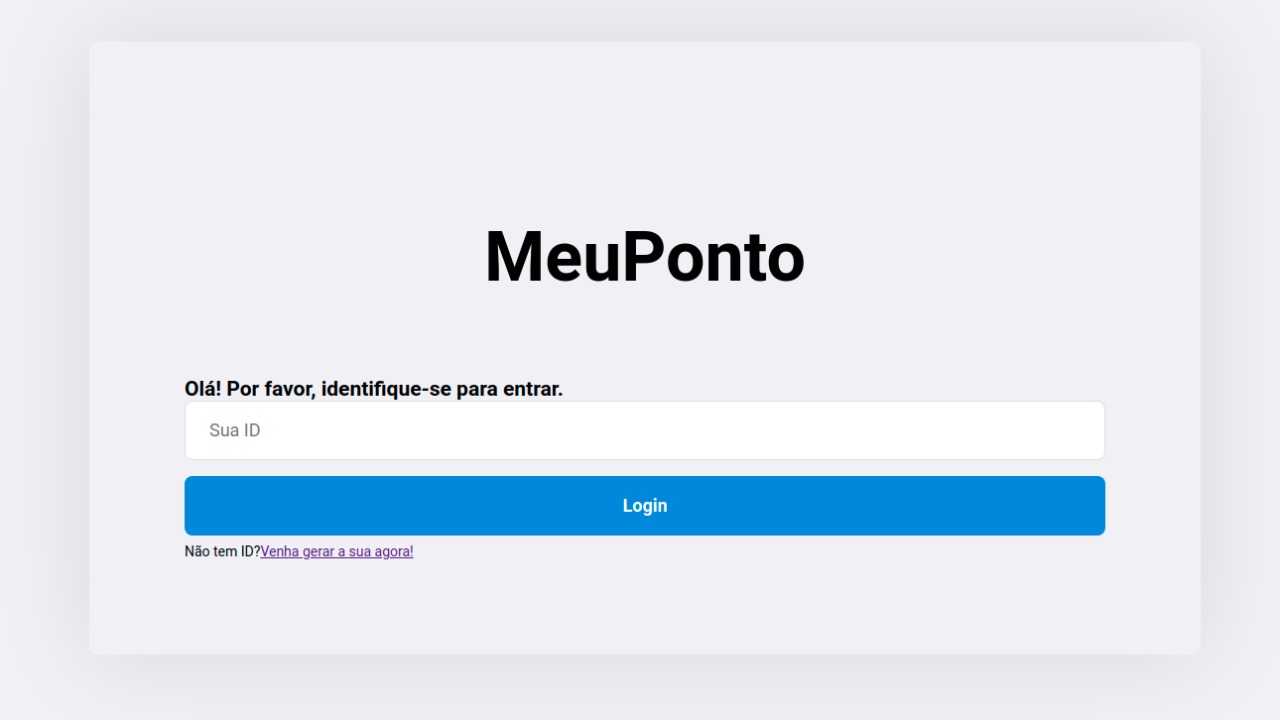 MeuPonto
Olá! Por favor, identifique-se para entrar.
Sua ID
Login
Não tem ID?Venha gerar a sua agora!